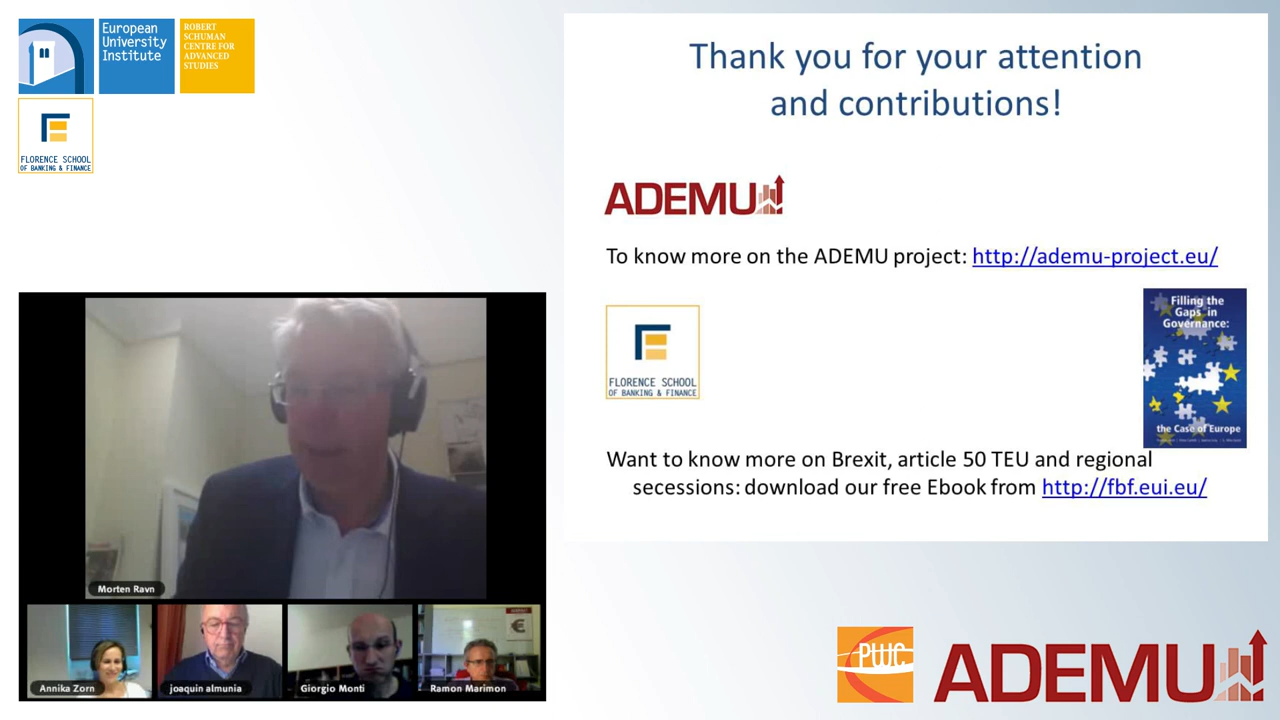 European
University
Institute
ROBERT
SCHUMAN
CENTRE FOR
ADVANCED
STUDIES
FLORENCE SCHOOL
OF BANKING & FINANCE
Thank you for your attention
and contributions!
ADEMU
To know more on the ADEMU project: http://ademu-project.eu/
FLORENCE SCHOOL
OF BANKING & FINANCE
Filling the
Gaps in
Governance:
the Case of Europe
Want to know more on Brexit, article 50 TEU and regional
secessions: download our free Ebook from http://fbf.eui.eu/
Morten Ravn
Annika Zorn
joaquin almunia
Giorgio Monti
€
Ramon Marimon
PWC
ADEMU